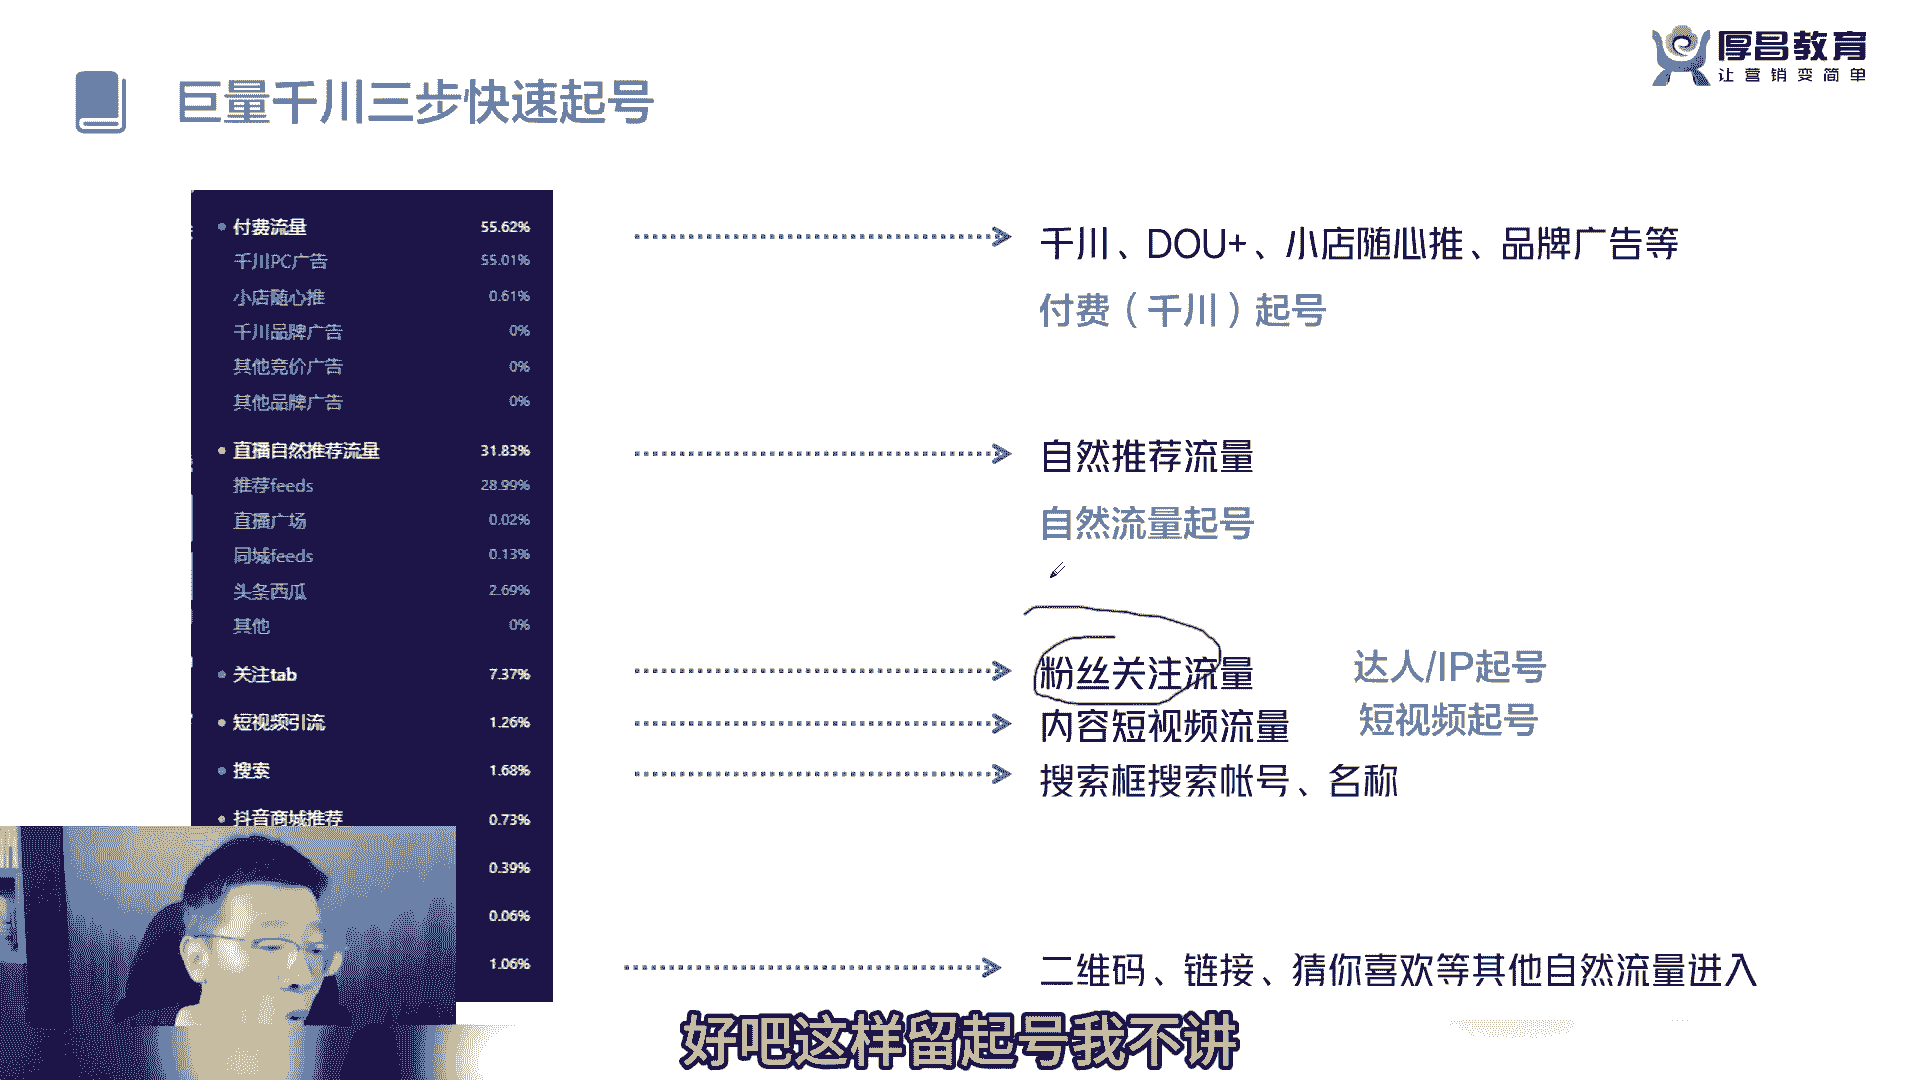 厚昌教育
让营销变简单
巨量千川三步快速起号
付费流量 55.62%
千川PC广告 55.01%
小店随心推 0.61%
千川品牌广告 0%
其他竞价广告 0%
其他品牌广告 0%
直播自然推荐流量 31.83%
推荐feeds 28.99%
直播广场 0.02%
同城feeds 0.13%
头条西瓜 2.69%
其他 0%
关注tab 7.37%
短视频引流 1.26%
搜索 1.68%
抖音商城推荐 0.73%
0.39%
0.06%
1.06%
千川、DOU+、小店随心推、品牌广告等
付费（千川）起号
自然推荐流量
自然流量起号
粉丝关注流量 达人/IP起号
内容短视频流量 短视频起号
搜索框搜索帐号、名称
二维码、链接、猜你喜欢等其他自然流量进入
好吧这样留起号我不讲